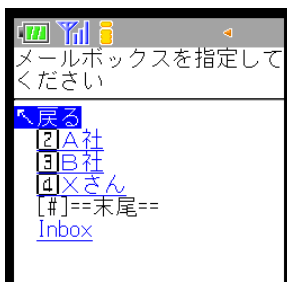 メールボックスを指定して
ください
↖戻る
2 A社
3 B社
4 Xさん
[#]==末尾==
Inbox